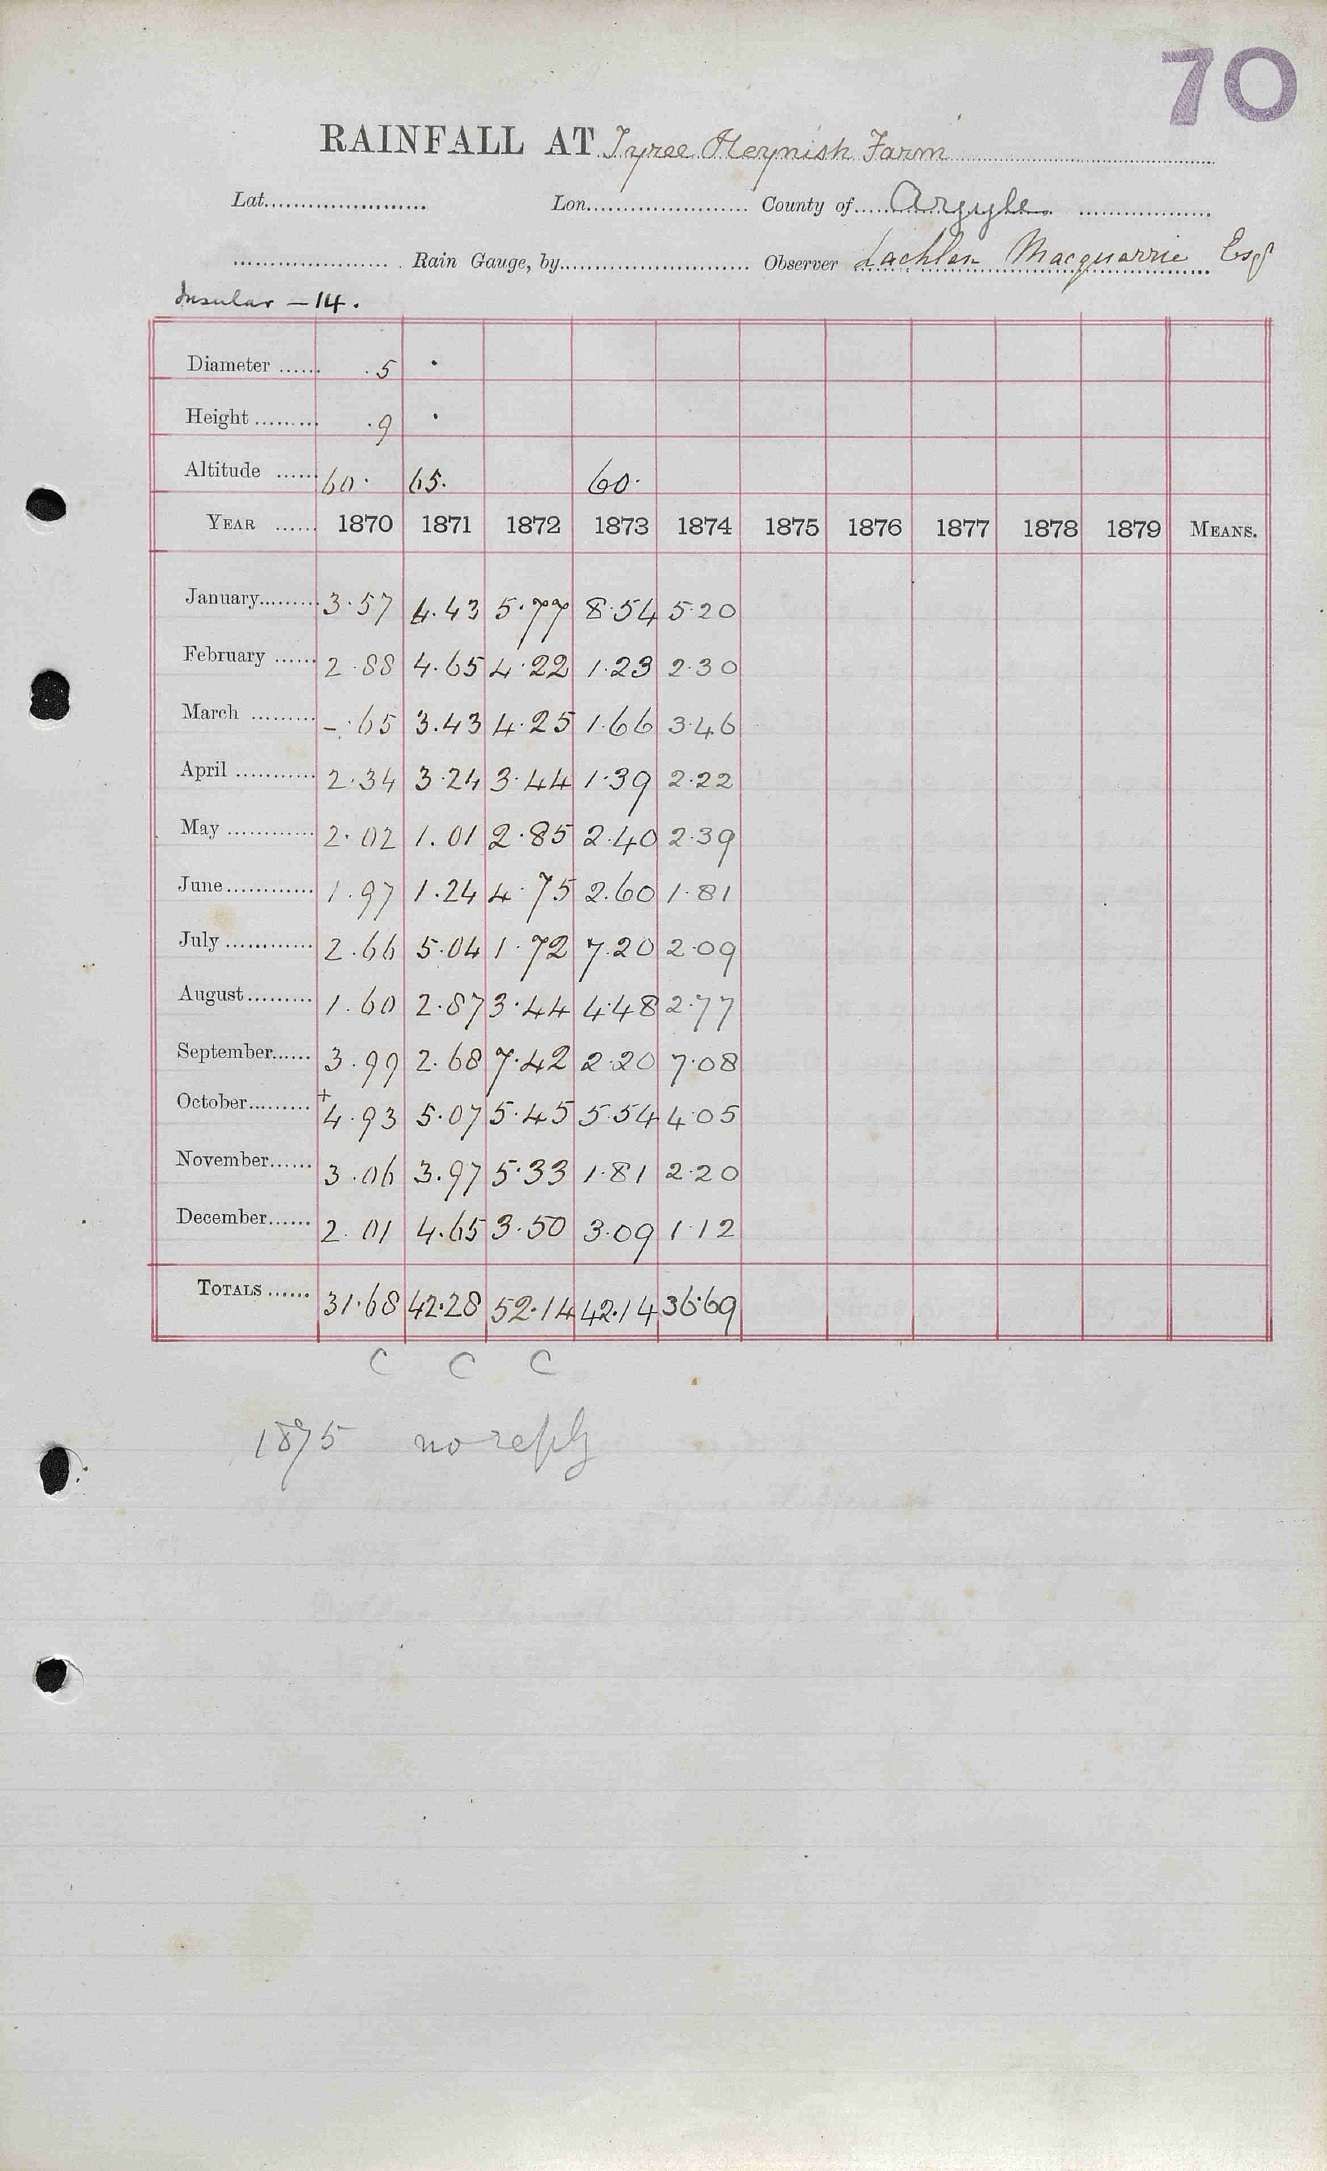 70
RAINFALL AT Tyree Heynish Farm
Lat. Lon. County of Argyle
Rain Gauge, by Observer Lachlan Macquarrie Esq
Insular – 14.
Diameter ...... .5 .
Height ......... .9 .
Altitude ...... 60. 65. 60.
YEAR ...... 1870 1871 1872 1873 1874 1875 1876 1877 1878 1879 MEANS.
January......... 3.57 4.43 5.77 8.54 5.20
February ...... 2.88 4.65 4.22 1.23 2.30
March ......... -.65 3.43 4.25 1.66 3.46
April ........... 2.34 3.24 3.44 1.39 2.22
May ............ 2.02 1.01 2.85 2.40 2.39
June............ 1.97 1.24 4.75 2.60 1.81
July ............ 2.66 5.04 1.72 7.20 2.09
August......... 1.60 2.87 3.44 4.48 2.77
September...... 3.99 2.68 7.42 2.20 7.08
October......... +4.93 5.07 5.45 5.54 4.05
November...... 3.06 3.97 5.33 1.81 2.20
December...... 2.01 4.65 3.50 3.09 1.12
TOTALS ...... 31.68 42.28 52.14 42.14 36.69
C C C
1875 no reply